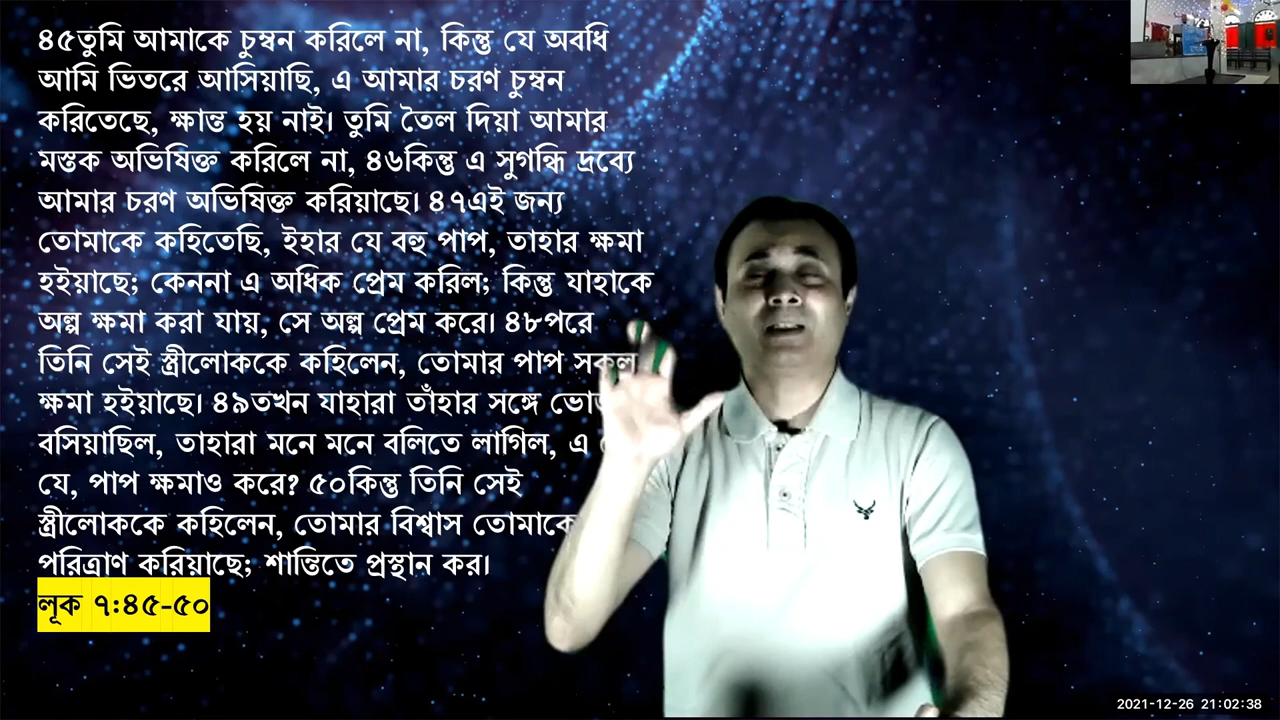 ৪৫তুমি আমাকে চুম্বন করিলে না, কিন্তু যে অবধি
আমি ভিতরে আসিয়াছি, এ আমার চরণ চুম্বন
করিতেছে, ক্ষান্ত হয় নাই। তুমি তৈল দিয়া আমার
মস্তক অভিষিক্ত করিলে না, ৪৬কিন্তু এ সুগন্ধি দ্রব্যে
আমার চরণ অভিষিক্ত করিয়াছে। ৪৭এই জন্য
তোমাকে কহিতেছি, ইহার যে বহু পাপ, তাহার ক্ষমা
হইয়াছে; কেননা এ অধিক প্রেম করিল; কিন্তু যাহাকে
অল্প ক্ষমা করা যায়, সে অল্প প্রেম করে। ৪৮পরে
তিনি সেই স্ত্রীলোককে কহিলেন, তোমার পাপ সকল
ক্ষমা হইয়াছে। ৪৯তখন যাহারা তাঁহার সঙ্গে
বসিয়াছিল, তাহারা মনে মনে বলিতে লাগিল, এ
যে, পাপ ক্ষমাও করে? ৫০কিন্তু তিনি সেই
স্ত্রীলোককে কহিলেন, তোমার বিশ্বাস তোমাকে
পরিত্রাণ করিয়াছে; শান্তিতে প্রস্থান কর।
লূক ৭:৪৫-৫০
2021-12-26 21:02:38